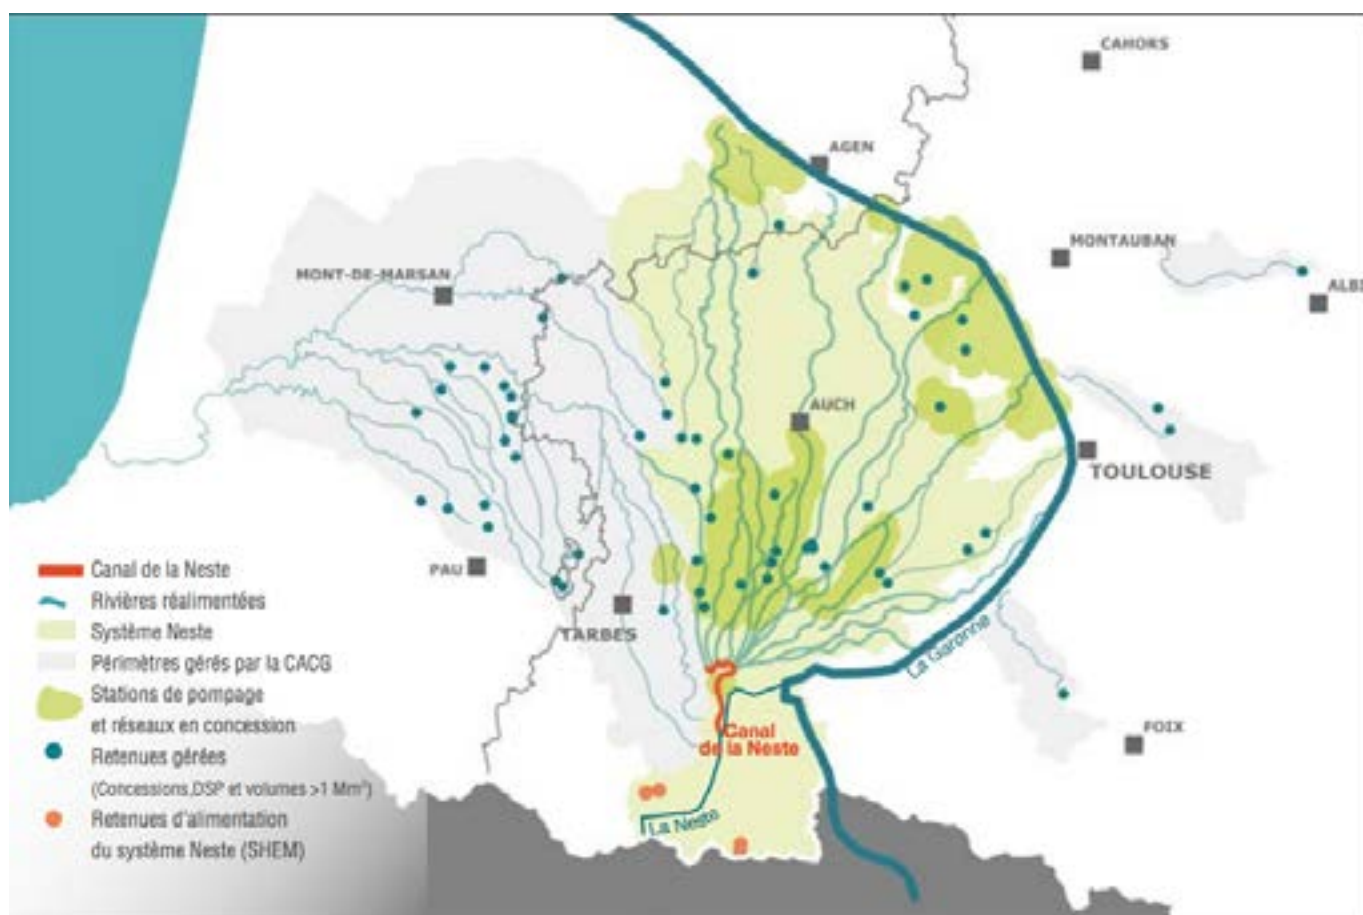 CAHORS
AGEN
MONTAUBAN
MONT-DE-MARSAN
ALBI
AUCH
TOULOUSE
Canal de la Neste
PAU
Rivières réalimentées
Système Neste
TARBES
La Garonne
Périmètres gérés par la CACG
Stations de pompage
et réseaux en concession
FOIX
Canal
de la Neste
Retenues gérées
(Concessions,DSP et volumes >1 Mm³)
La Neste
Retenues d'alimentation
du système Neste (SHEM)